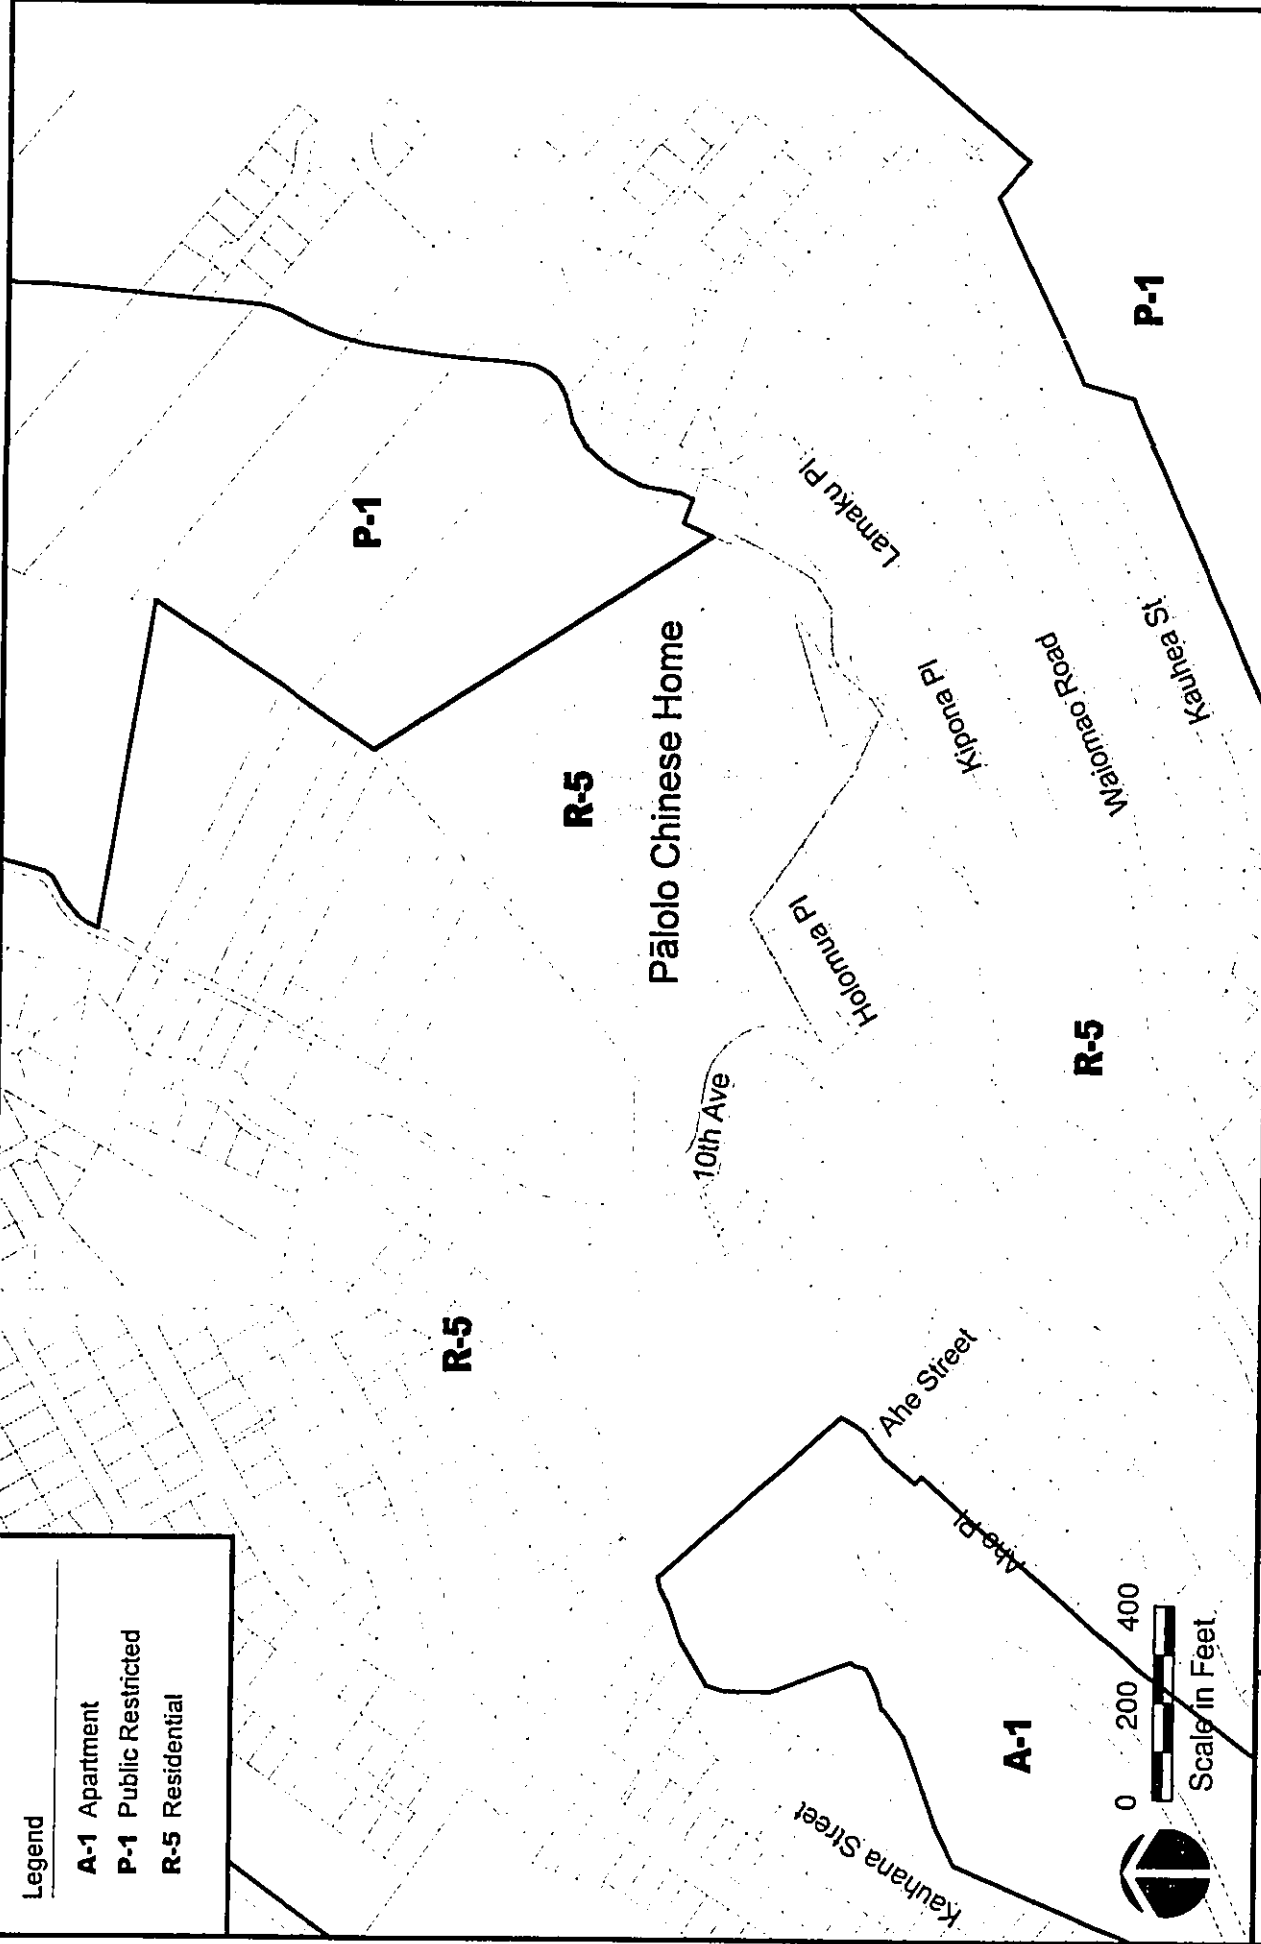 Legend
A-1 Apartment
P-1 Public Restricted
R-5 Residential
P-1
R-5
R-5
Pālolo Chinese Home
10th Ave
Holomua Pl
Lamaku Pl
Kipona Pl
Waiomao Road
Kauhea St
P-1
R-5
Ahe Street
Ahe Pl
A-1
Kauhana Street
0 200 400
Scale in Feet